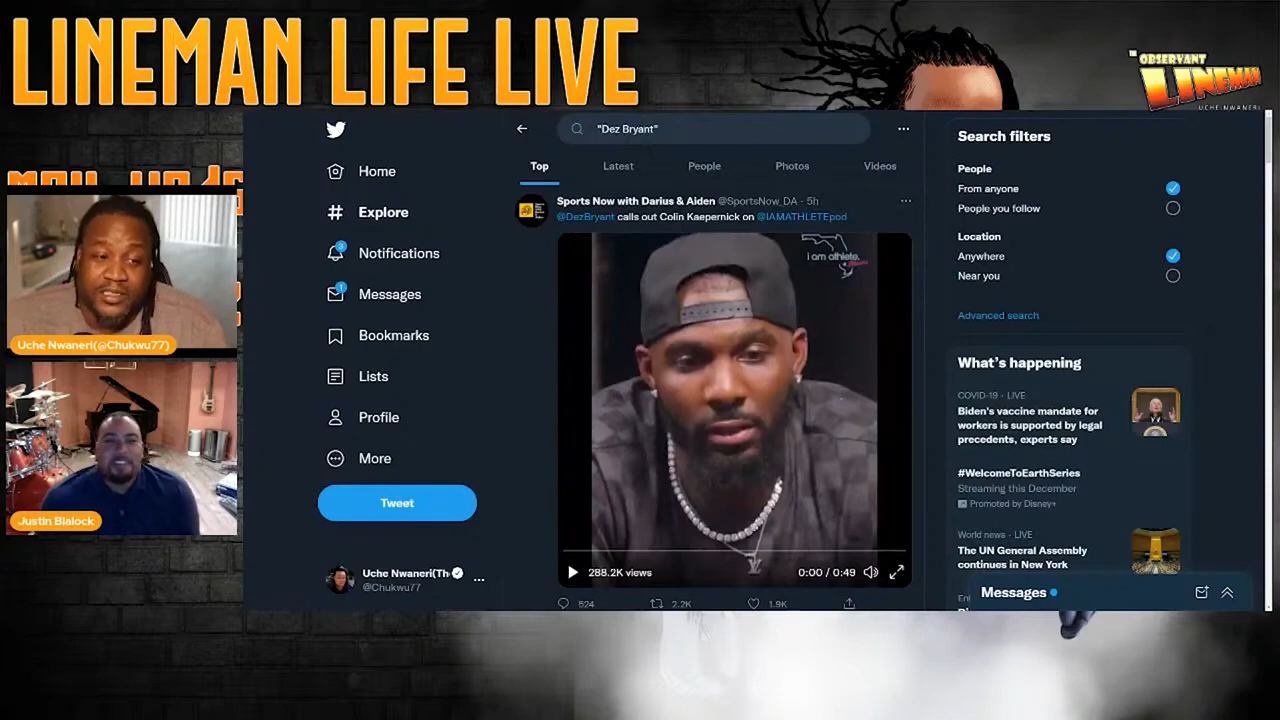 LINEMAN LIFE LIVE
THE
OBSERVANT
LINEMAN
UCHE NWANERI
Uche Nwaneri(@Chukwu77)
Justin Blalock
Home
Explore
3
Notifications
1
Messages
Bookmarks
Lists
Profile
More
Tweet
Uche Nwaneri(Th
@Chukwu77
"Dez Bryant"
Top
Latest
People
Photos
Videos
Sports Now with Darius & Aiden @SportsNow_DA · 5h
@DezBryant calls out Colin Kaepernick on @IAMATHLETEpod
i am athlete.
288.2K views
0:00 / 0:49
524
2.2K
1.9K
Search filters
People
From anyone
People you follow
Location
Anywhere
Near you
Advanced search
What's happening
COVID-19 · LIVE
Biden's vaccine mandate for
workers is supported by legal
precedents, experts say
#WelcomeToEarthSeries
Streaming this December
Promoted by Disney+
World news · LIVE
The UN General Assembly
continues in New York
Messages